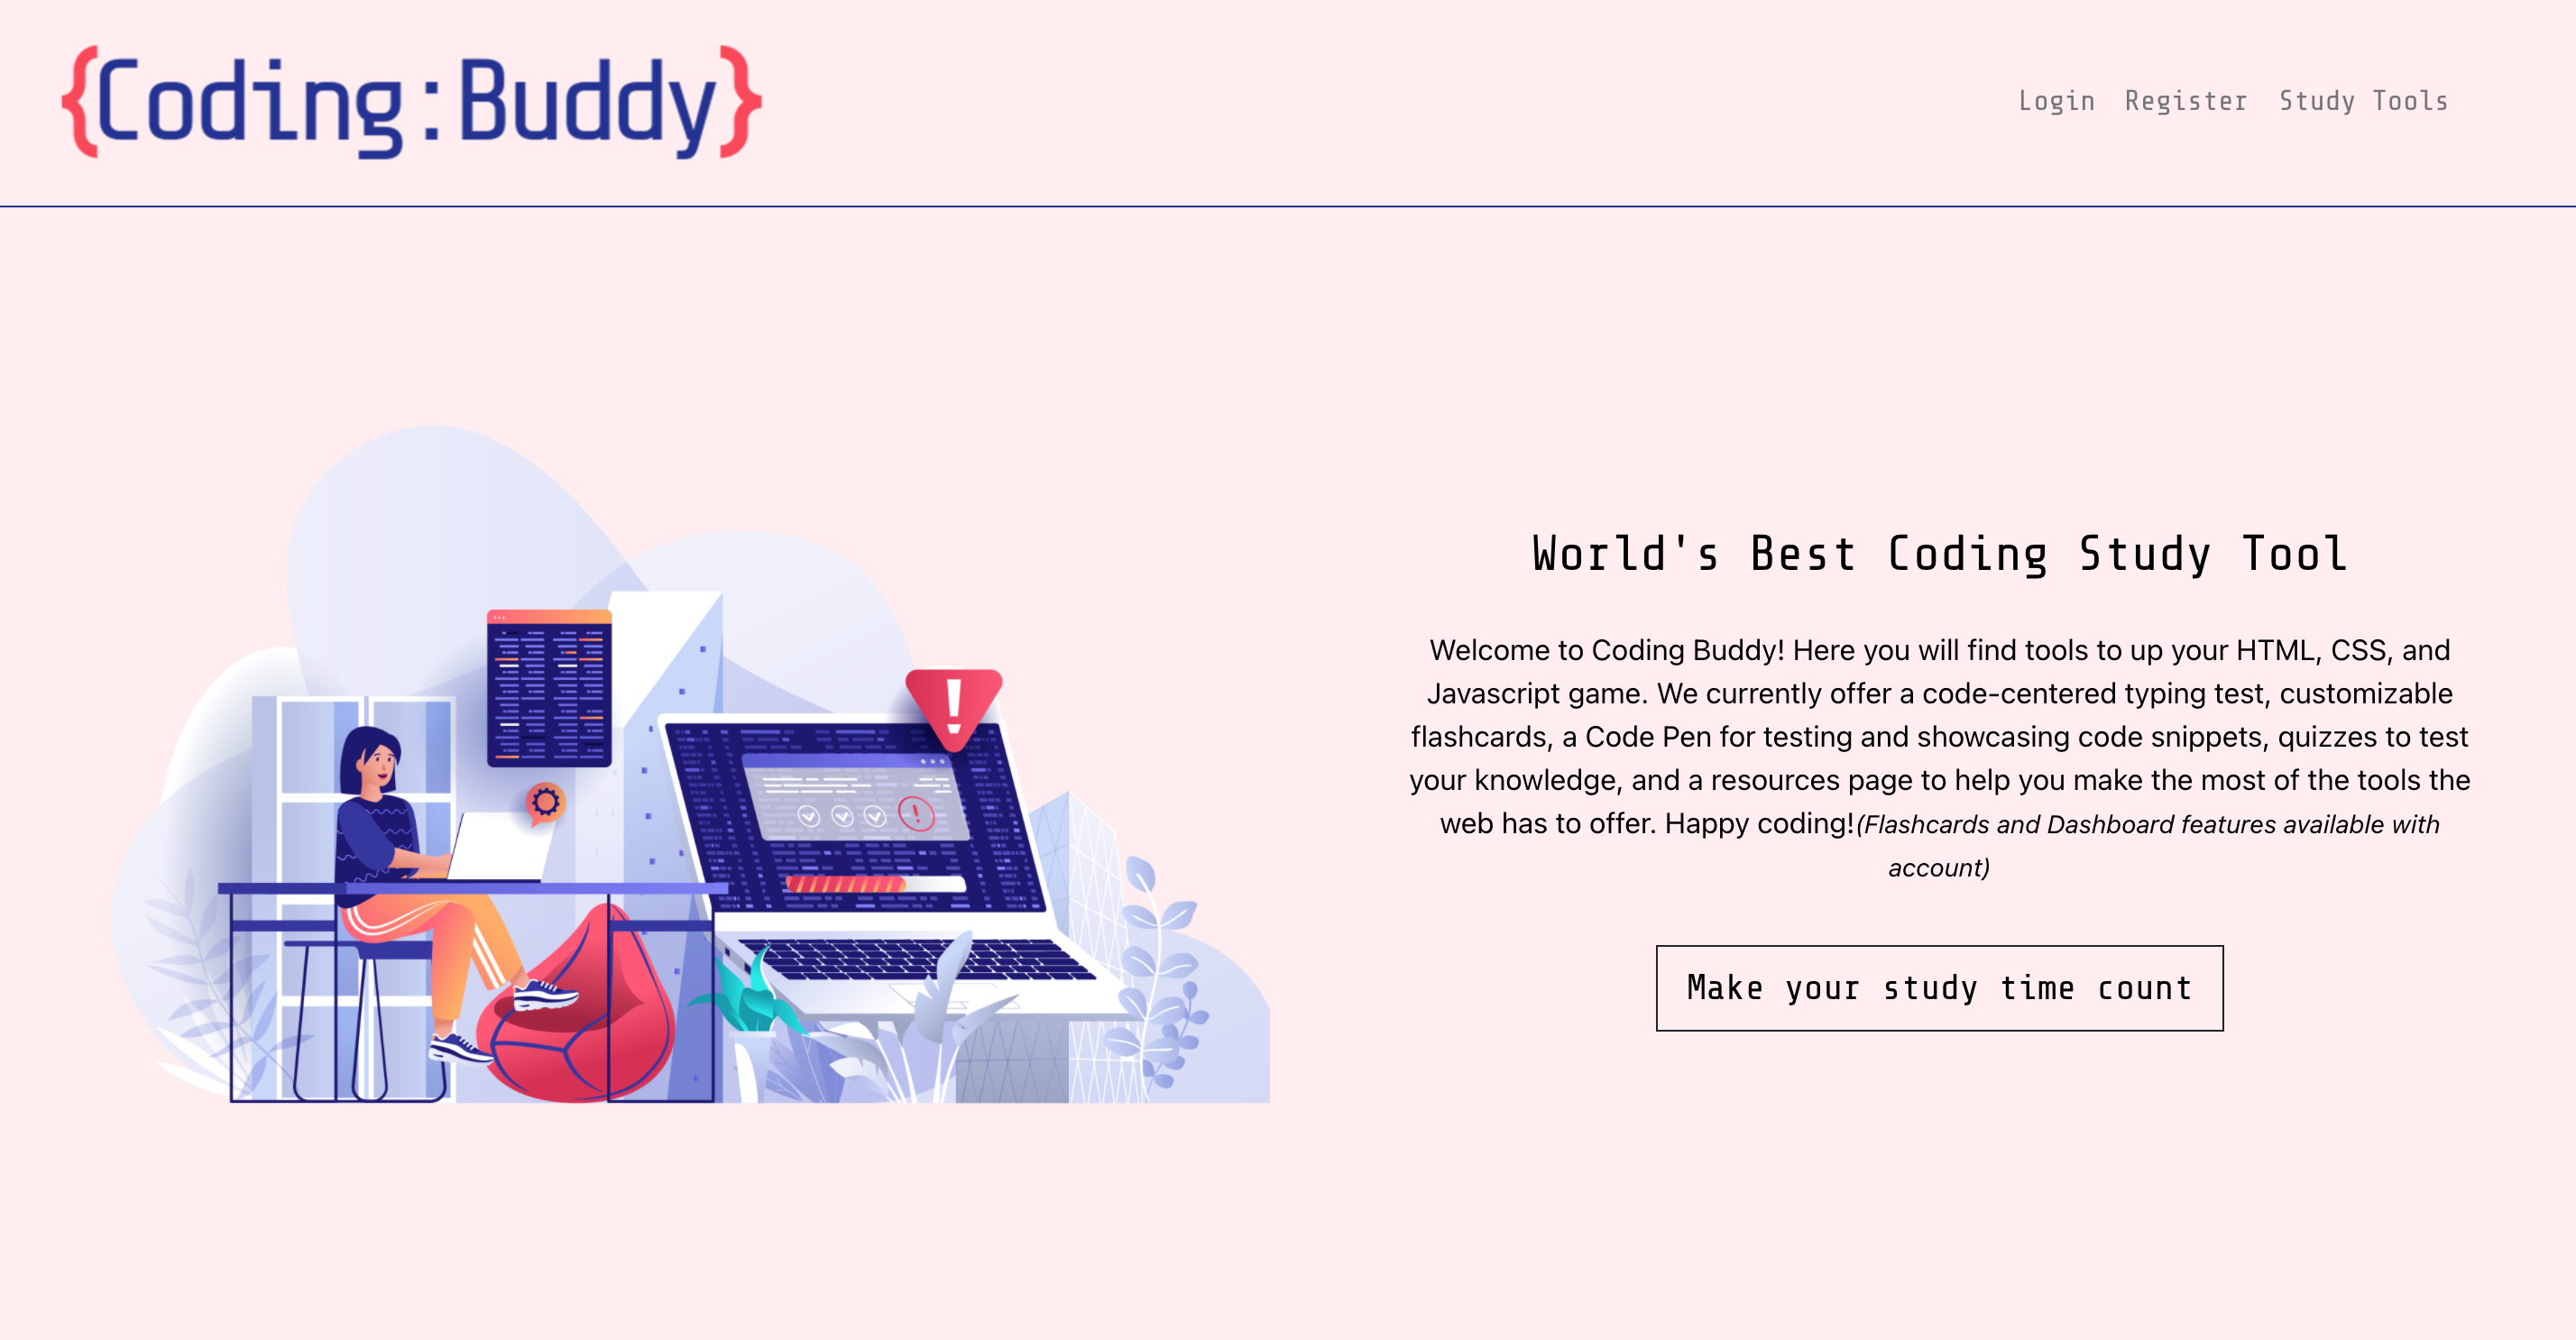 {Coding:Buddy}
Login Register Study Tools
World's Best Coding Study Tool
Welcome to Coding Buddy! Here you will find tools to up your HTML, CSS, and
Javascript game. We currently offer a code-centered typing test, customizable
flashcards, a Code Pen for testing and showcasing code snippets, quizzes to test
your knowledge, and a resources page to help you make the most of the tools the
web has to offer. Happy coding!(Flashcards and Dashboard features available with
account)
Make your study time count